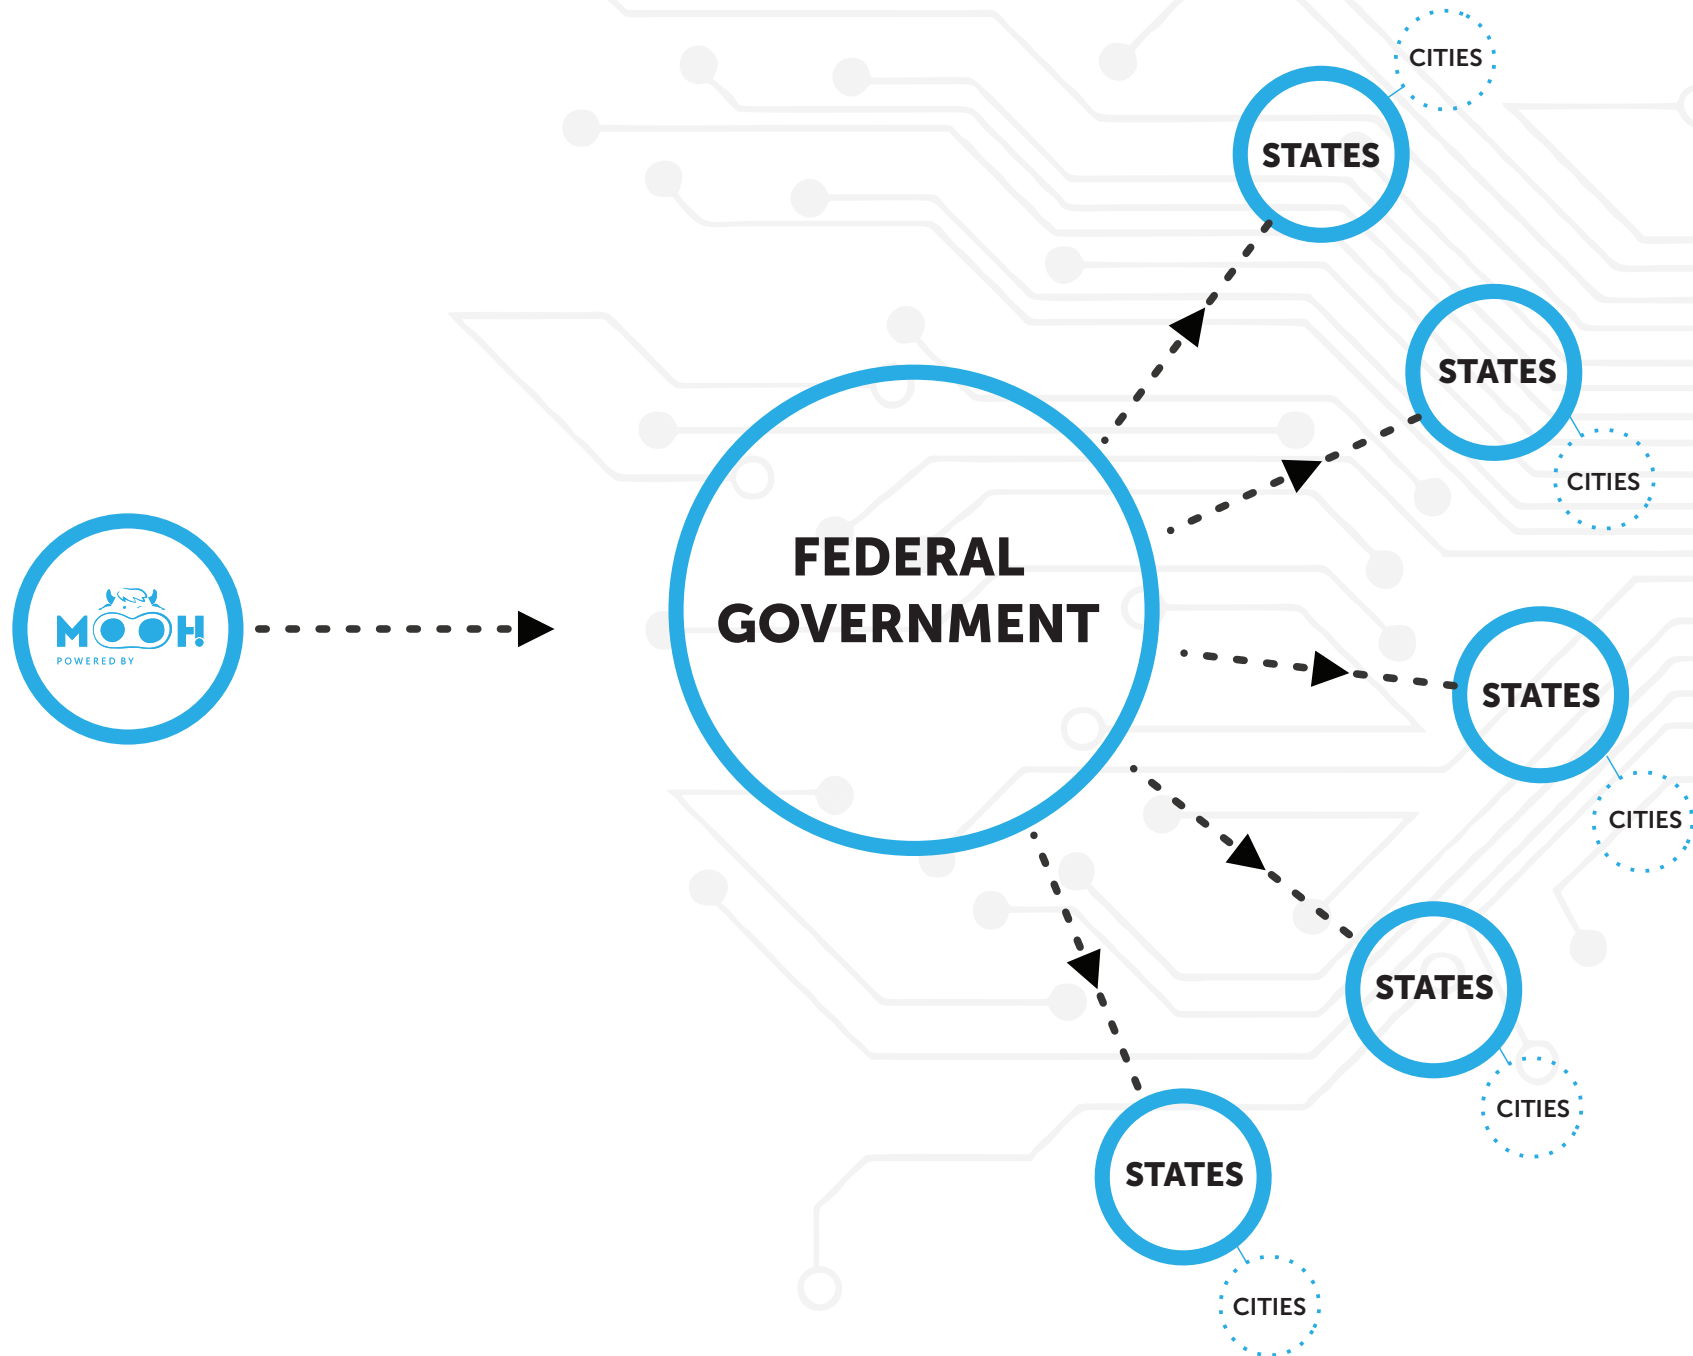 CITIES
STATES
STATES
CITIES
FEDERAL
GOVERNMENT
MOOH!
POWERED BY
STATES
CITIES
STATES
CITIES
STATES
CITIES